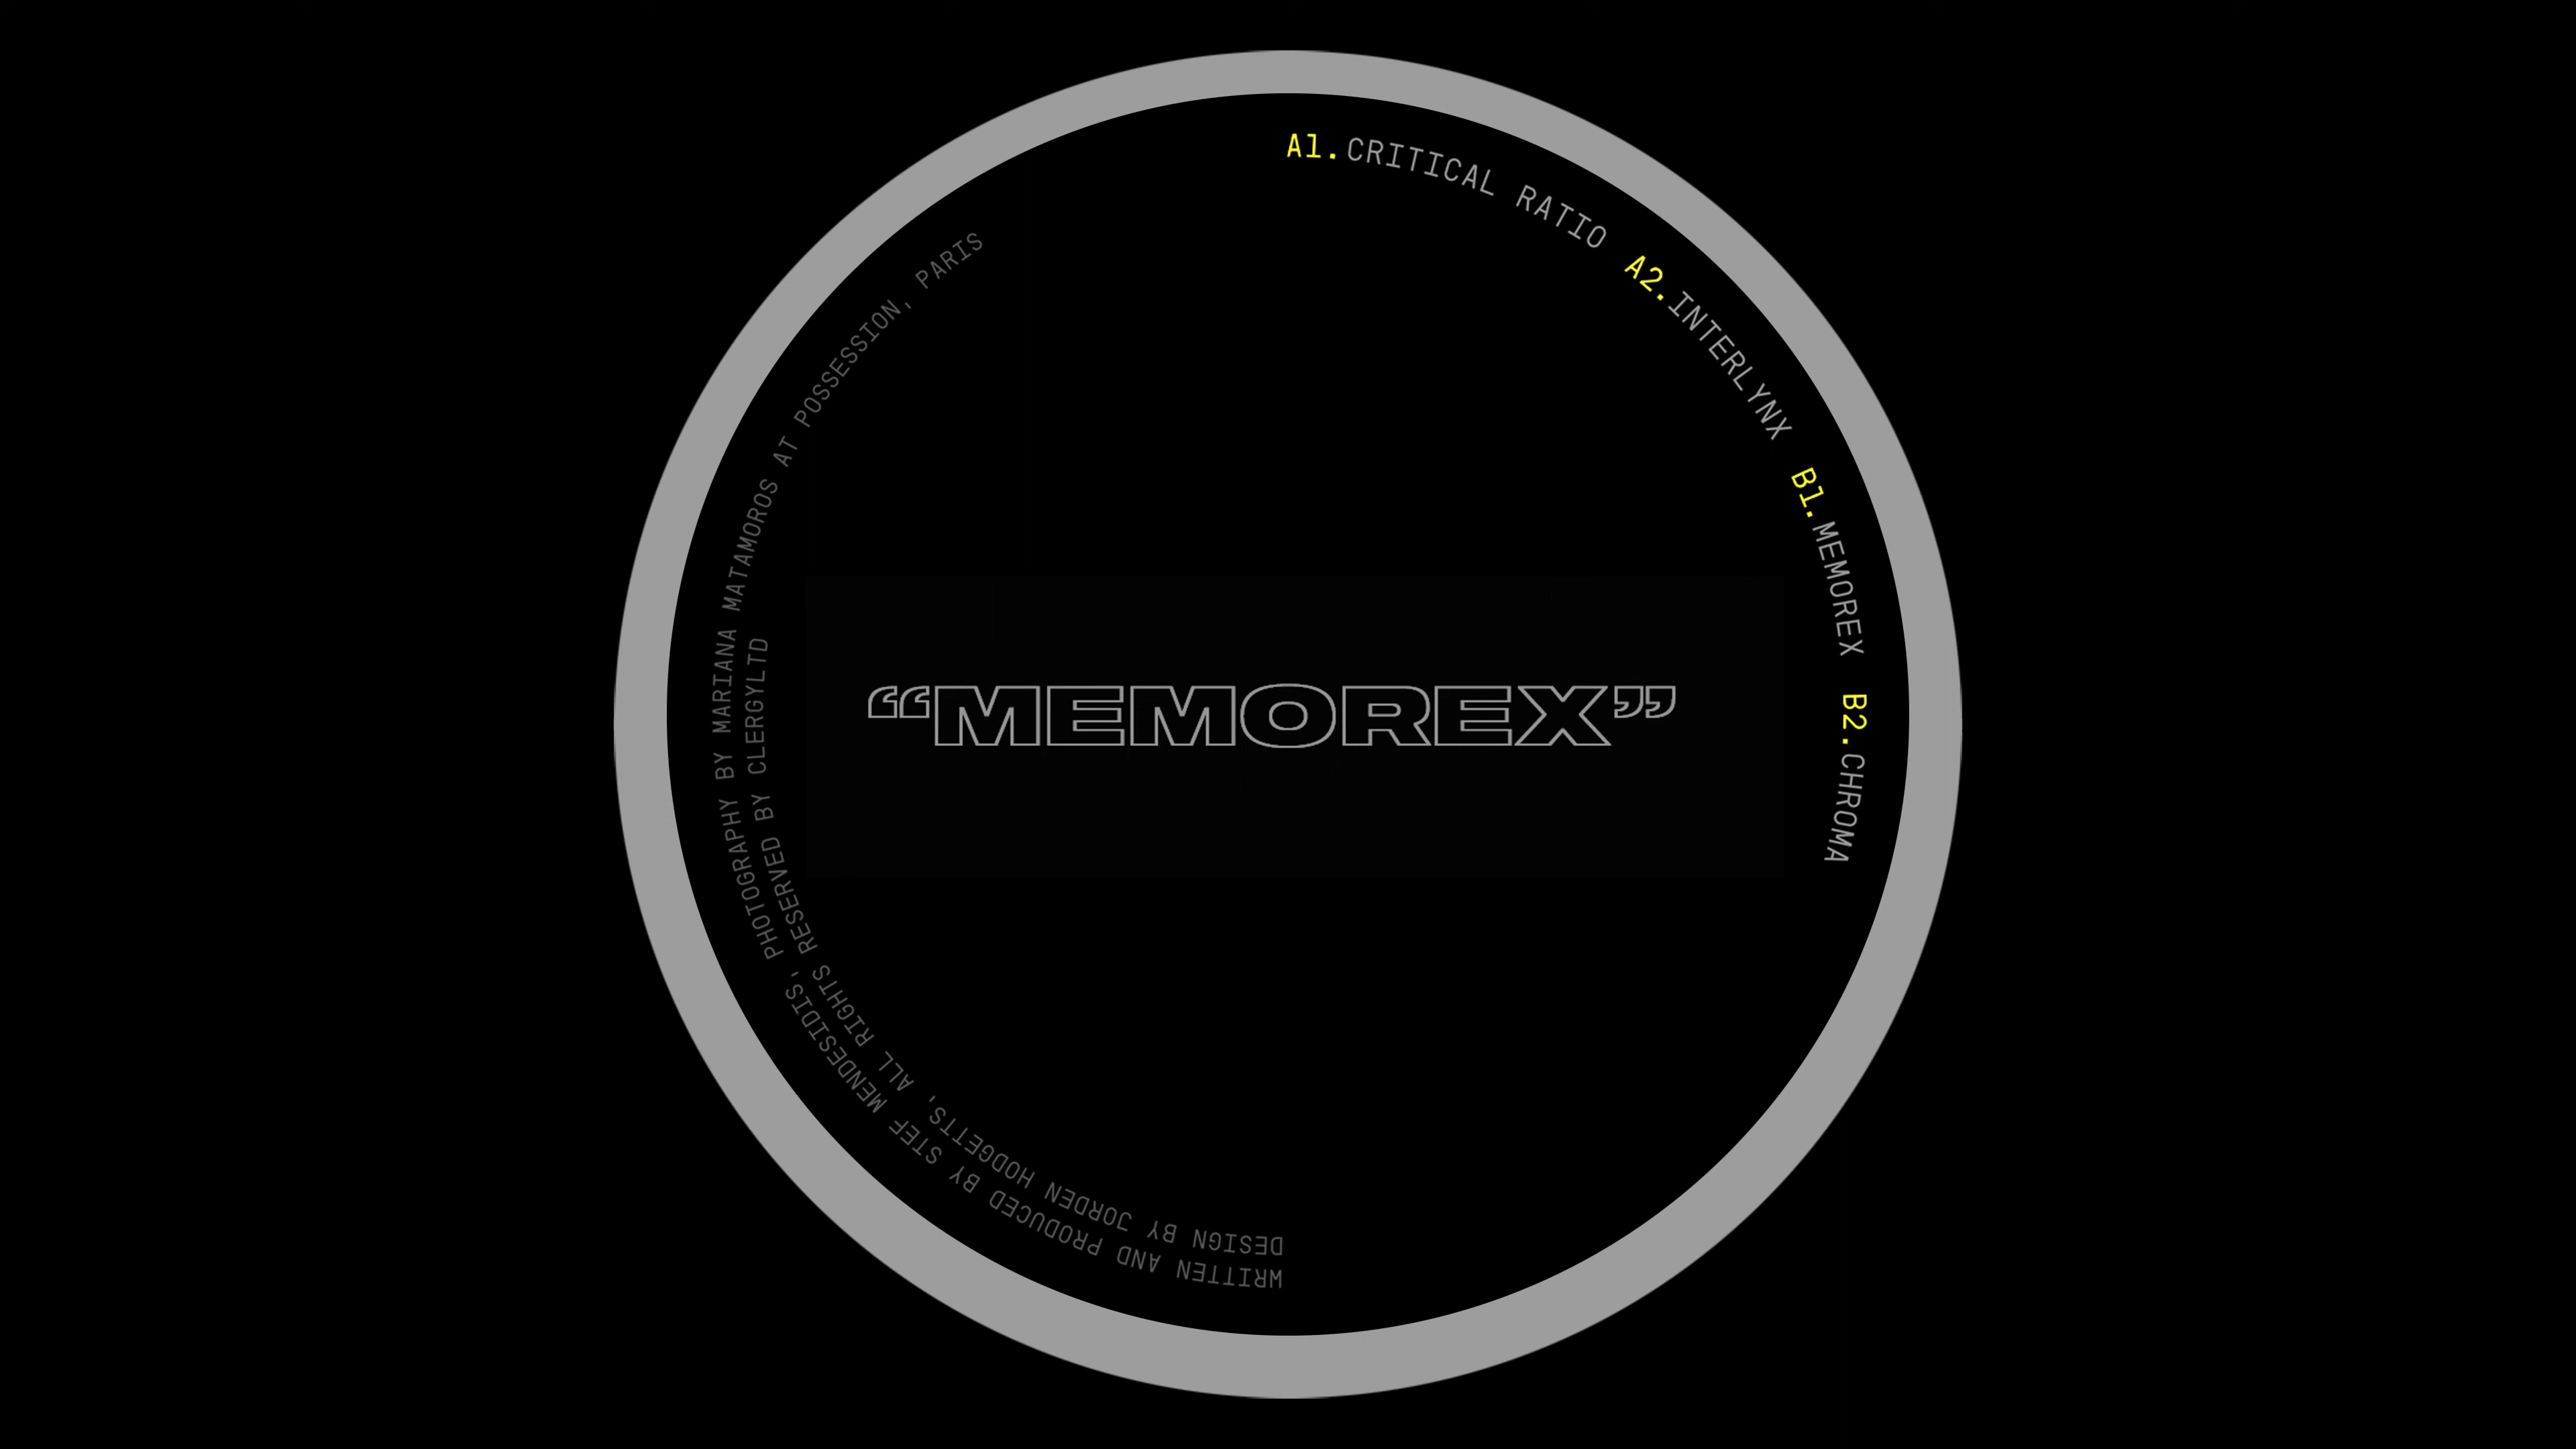 A1.CRITICAL RATIO A2.INTERLYNX B1.MEMOREX B2.CHROMA
“MEMOREX”
WRITTEN AND PRODUCED BY STEF MENDESIDIS, PHOTOGRAPHY BY MARIANA MATAMOROS AT POSSESSION, PARIS
DESIGN BY JORDEN HODGETTS, ALL RIGHTS RESERVED BY CLERGYLTD